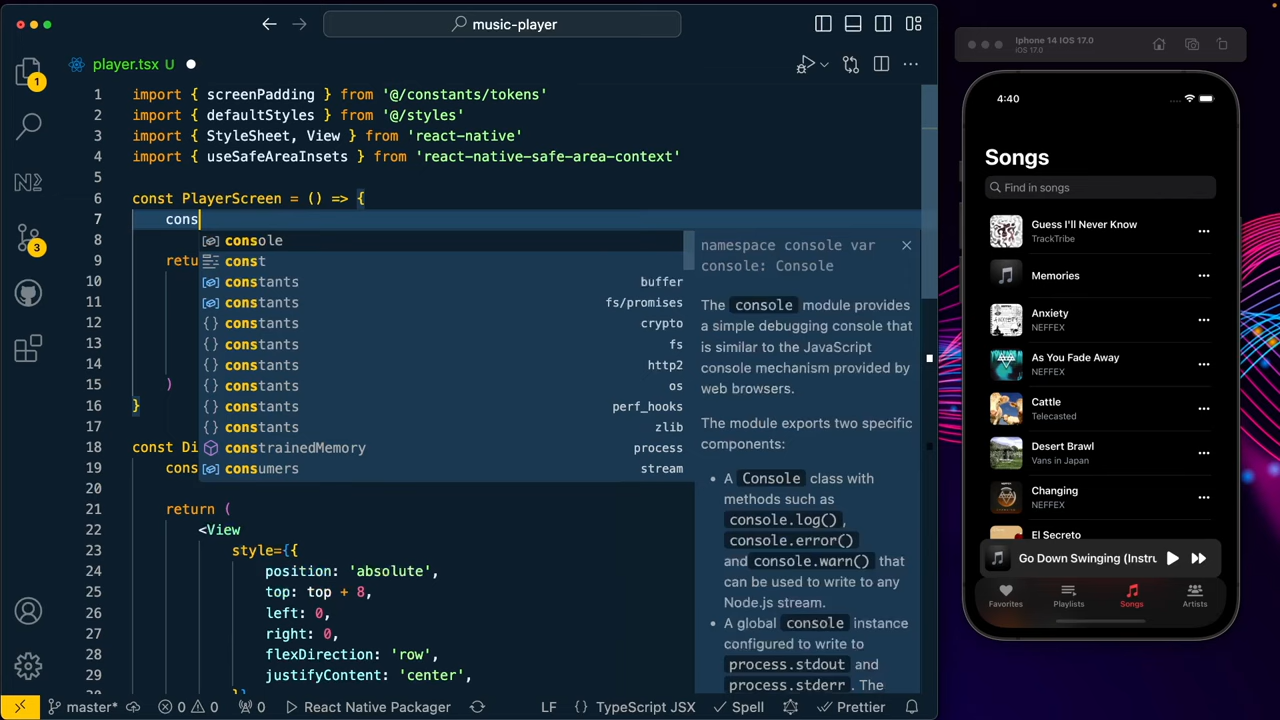 music-player
player.tsx U
1
3
1 import { screenPadding } from '@/constants/tokens'
2 import { defaultStyles } from '@/styles'
3 import { StyleSheet, View } from 'react-native'
4 import { useSafeAreaInsets } from 'react-native-safe-area-context'
5
6 const PlayerScreen = () => {
7 cons
8
9 retu
10
11
12
13
14
15 )
16 }
17
18 const Di
19 cons
20
21 return (
22 <View
23 style={{
24 position: 'absolute',
25 top: top + 8,
26 left: 0,
27 right: 0,
28 flexDirection: 'row',
29 justifyContent: 'center',
console
const
constants buffer
constants fs/promises
constants crypto
constants fs
constants http2
constants os
constants perf_hooks
constants zlib
constrainedMemory process
consumers stream
namespace console var
console: Console
The console module provides
a simple debugging console that
is similar to the JavaScript
console mechanism provided by
web browsers.
The module exports two specific
components:
• A Console class with
methods such as
console.log() ,
console.error()
and console.warn() that
can be used to write to any
Node.js stream.
• A global console instance
configured to write to
process.stdout and
process.stderr . The
master*
0 0
0
React Native Packager
LF
{} TypeScript JSX
Spell
Prettier
Iphone 14 IOS 17.0
iOS 17.0
4:40
Songs
Find in songs
Guess I'll Never Know
TrackTribe
Memories
Anxiety
NEFFEX
As You Fade Away
NEFFEX
Cattle
Telecasted
Desert Brawl
Vans in Japan
Changing
NEFFEX
El Secreto
Go Down Swinging (Instru
Favorites
Playlists
Songs
Artists